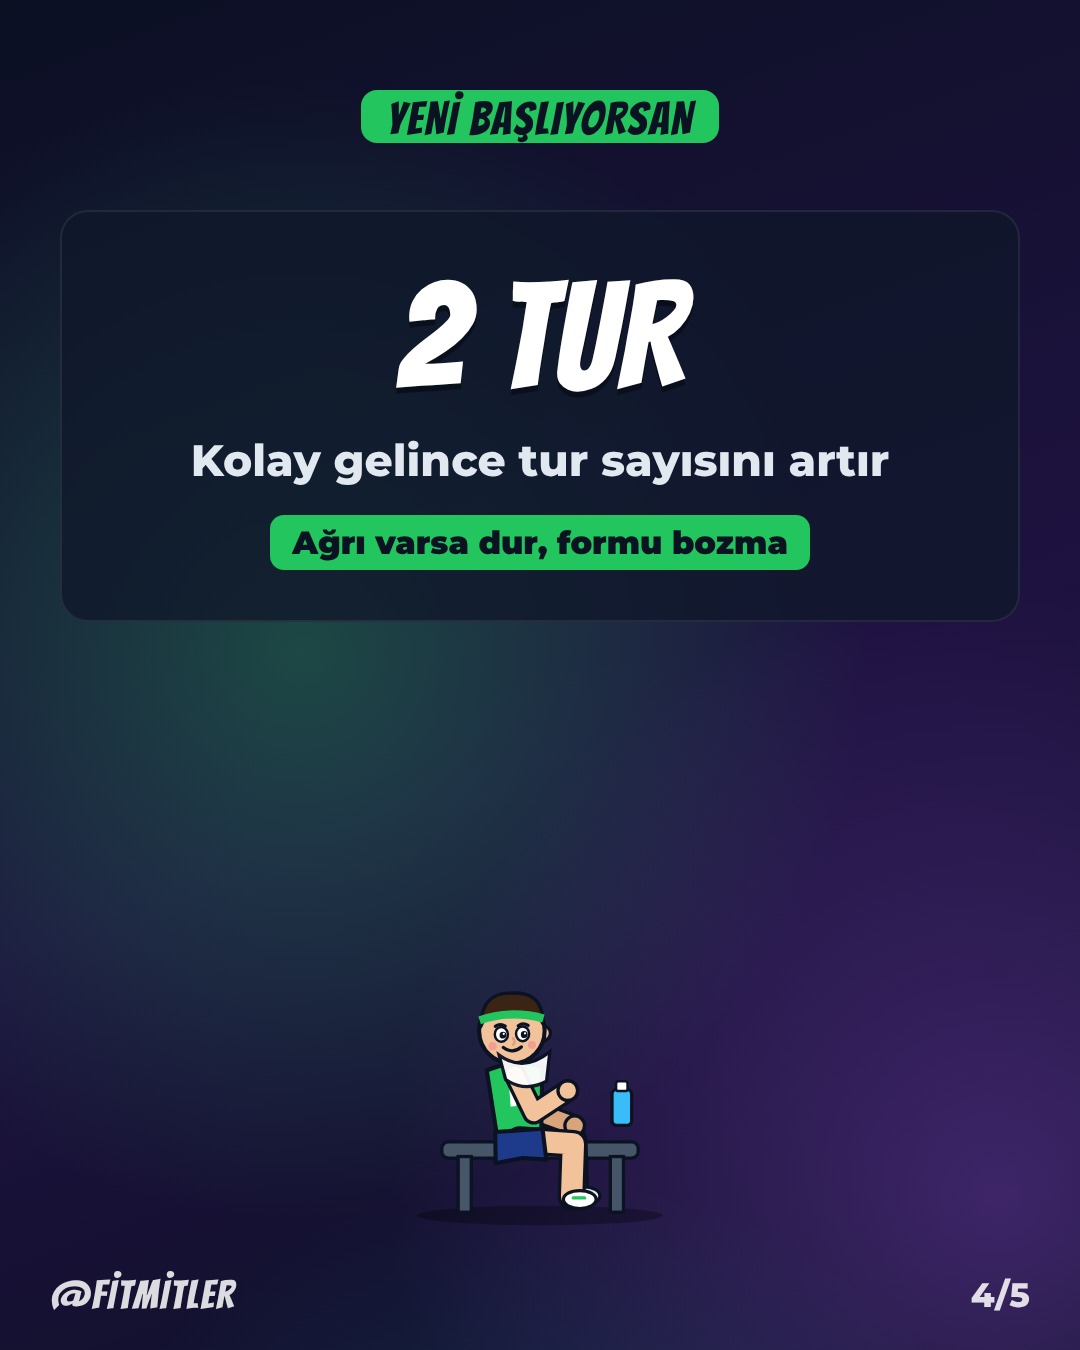 YENİ BAŞLIYORSAN
2 TUR
Kolay gelince tur sayısını artır
Ağrı varsa dur, formu bozma
@FİTMİTLER
4/5